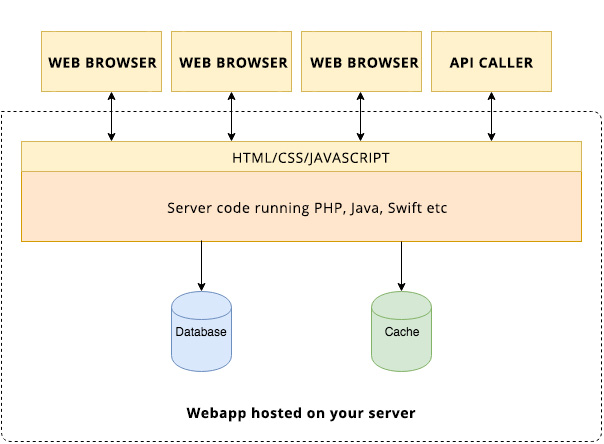 WEB BROWSER
WEB BROWSER
WEB BROWSER
API CALLER
HTML/CSS/JAVASCRIPT
Server code running PHP, Java, Swift etc
Database
Cache
Webapp hosted on your server